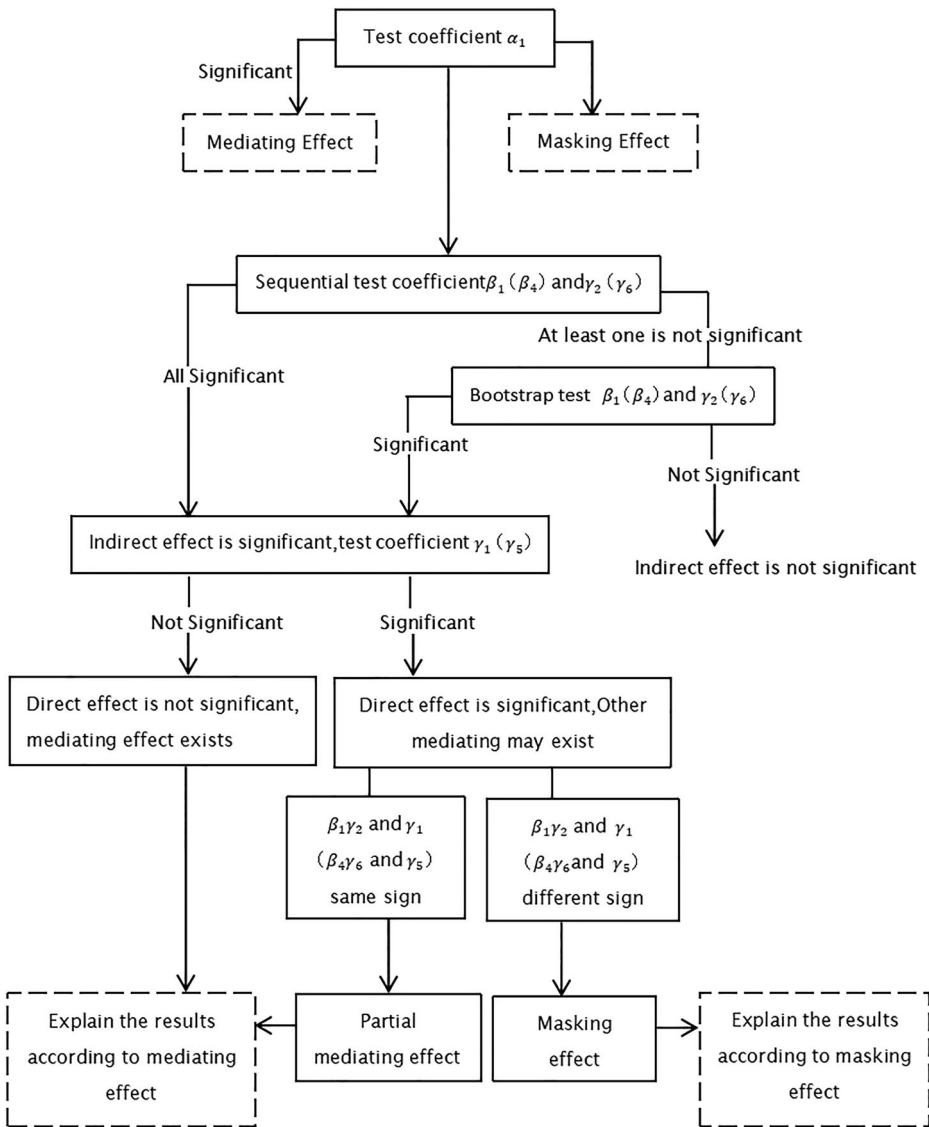 Test coefficient α₁
Significant
Mediating Effect
Masking Effect
Sequential test coefficientβ₁(β₄) andγ₂(γ₆)
At least one is not significant
All Significant
Bootstrap test β₁(β₄) and γ₂(γ₆)
Significant
Not Significant
Indirect effect is significant,test coefficient γ₁(γ₅)
Indirect effect is not significant
Not Significant
Significant
Direct effect is not significant,
mediating effect exists
Direct effect is significant,Other
mediating may exist
β₁γ₂ and γ₁
(β₄γ₆ and γ₅)
same sign
β₁γ₂ and γ₁
(β₄γ₆and γ₅)
different sign
Explain the results
according to mediating
effect
Partial
mediating effect
Masking
effect
Explain the results
according to masking
effect